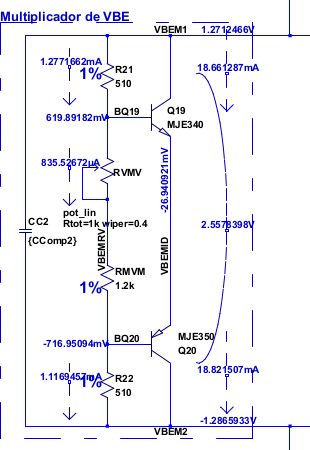 Multiplicador de VBE
VBEM1
1.2712466V
1.2771662mA
1%
R21
510
18.661287mA
619.89182mV
BQ19
Q19
MJE340
835.52672uA
RVMV
-26.940921mV
pot_lin
Rtot=1k wiper=0.4
CC2
{CComp2}
2.5578398V
VBEMRV
VBEMID
RMVM
1.2k
1%
-716.95094mV
BQ20
MJE350
Q20
1.1169457mA
1%
R22
510
18.821507mA
-1.2865933V
VBEM2